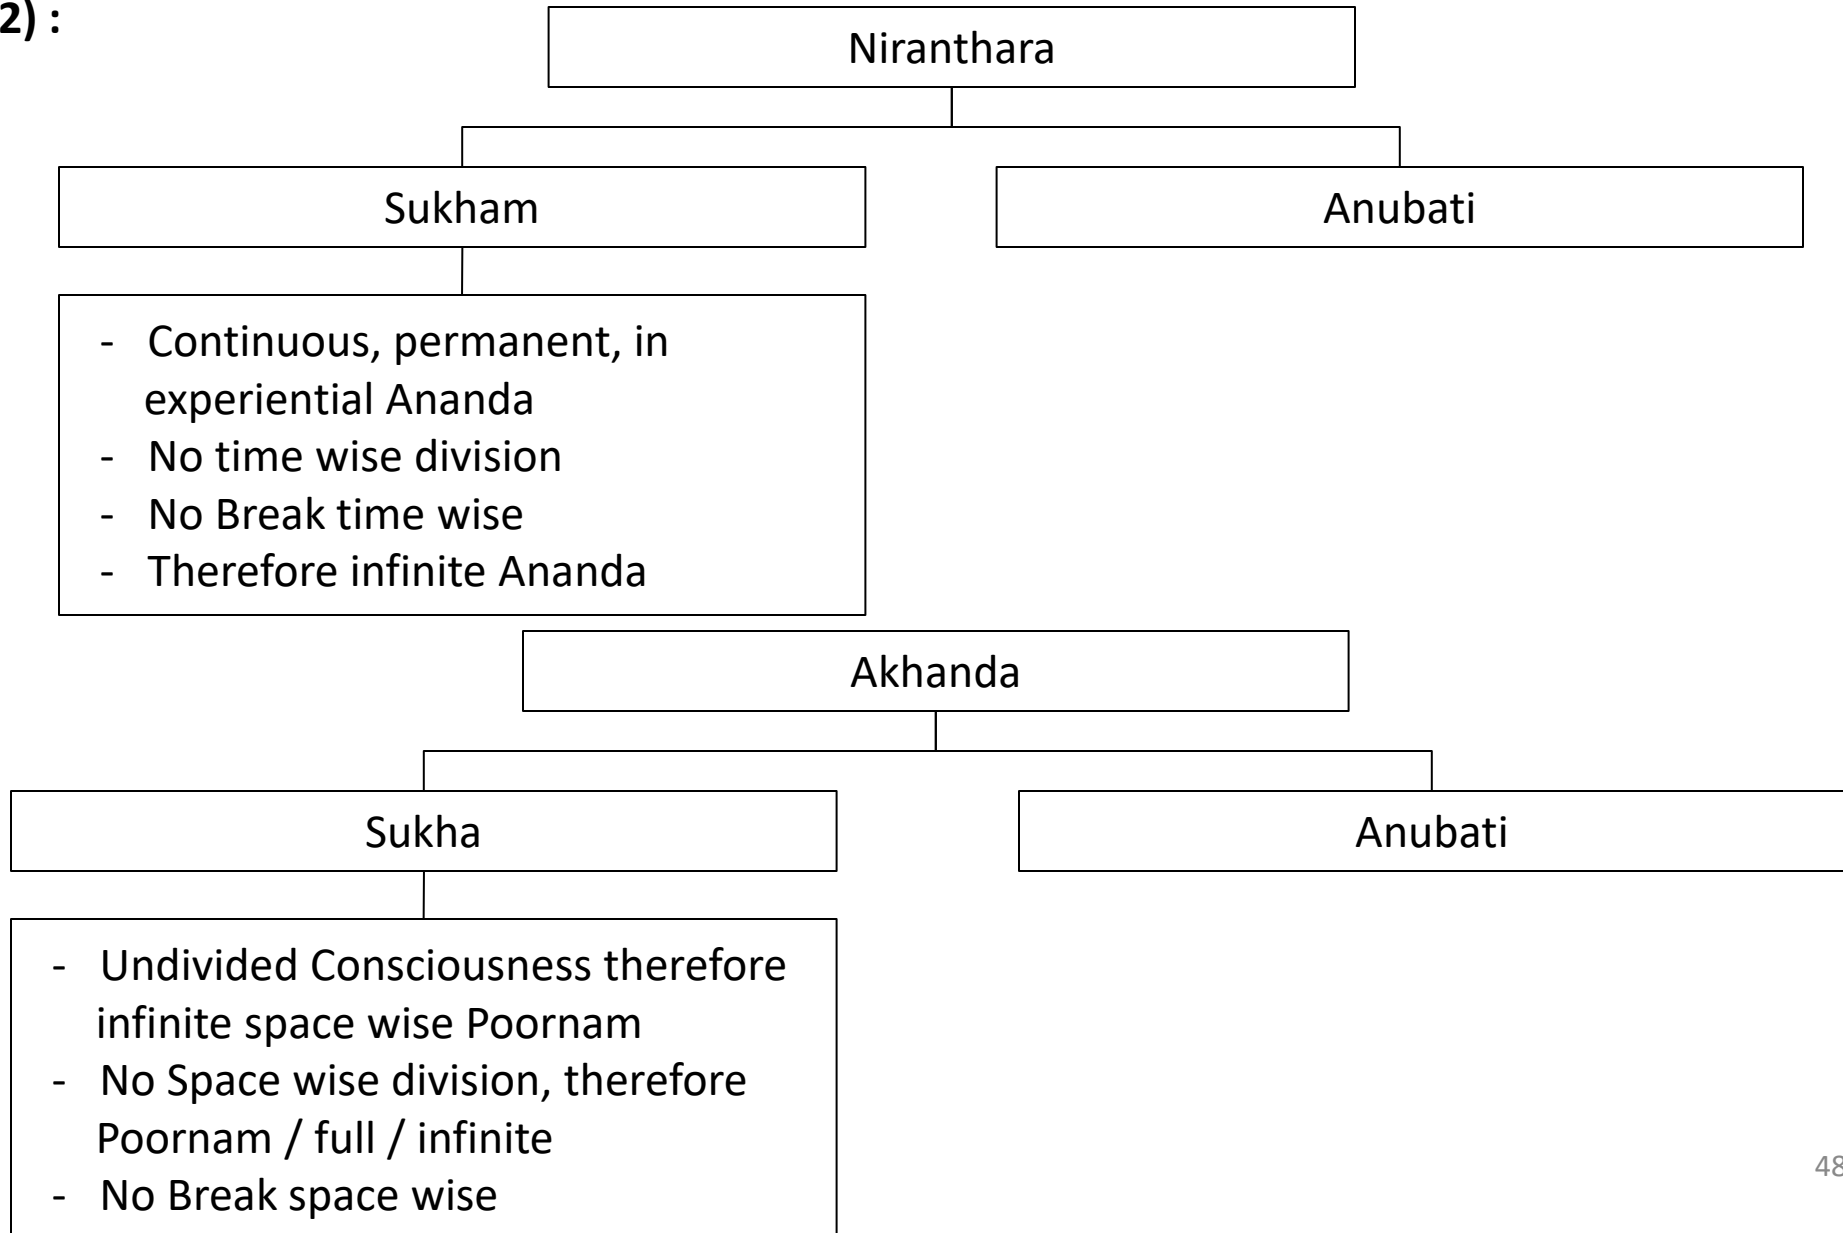 2) :
Niranthara
Sukham
Anubati
- Continuous, permanent, in
experiential Ananda
- No time wise division
- No Break time wise
- Therefore infinite Ananda
Akhanda
Sukha
Anubati
- Undivided Consciousness therefore
infinite space wise Poornam
- No Space wise division, therefore
Poornam / full / infinite
- No Break space wise
48